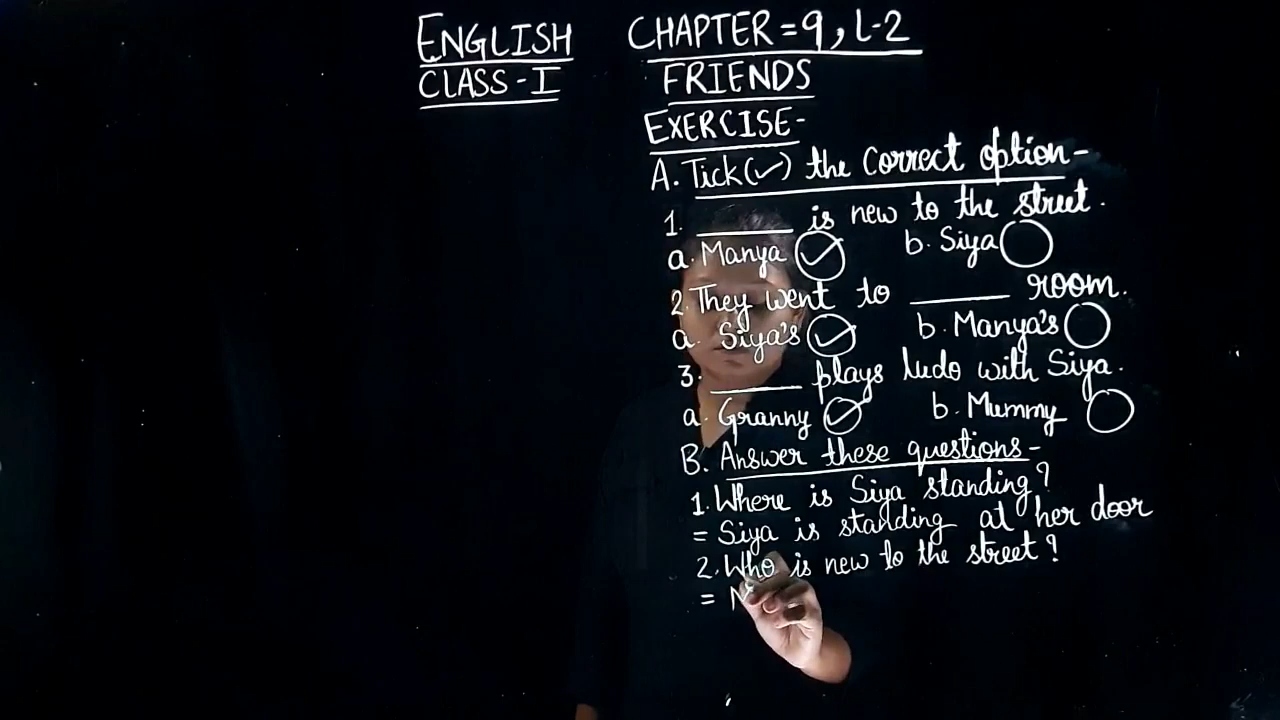 ENGLISH CHAPTER = 9, L-2
CLASS - I FRIENDS
EXERCISE-
A. Tick(✓) the correct option-
1. ______ is new to the street.
a. Manya ✓ b. Siya
2. They went to ______ room.
a. Siya's ✓ b. Manya's
3. ______ plays ludo with Siya.
a. Granny ✓ b. Mummy
B. Answer these questions-
1. Where is Siya standing?
= Siya is standing at her door
2. Who is new to the street?
=